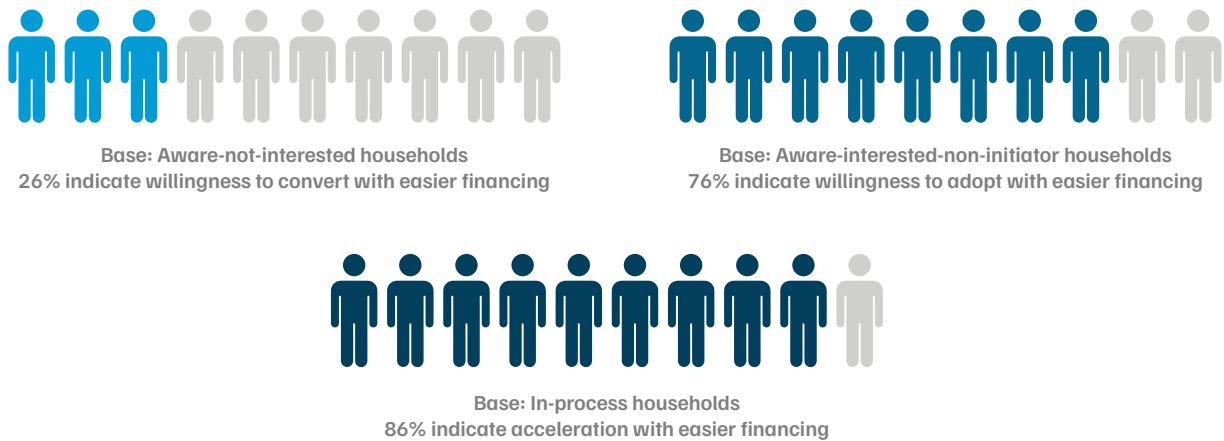 Base: Aware-not-interested households
26% indicate willingness to convert with easier financing
Base: Aware-interested-non-initiator households
76% indicate willingness to adopt with easier financing
Base: In-process households
86% indicate acceleration with easier financing